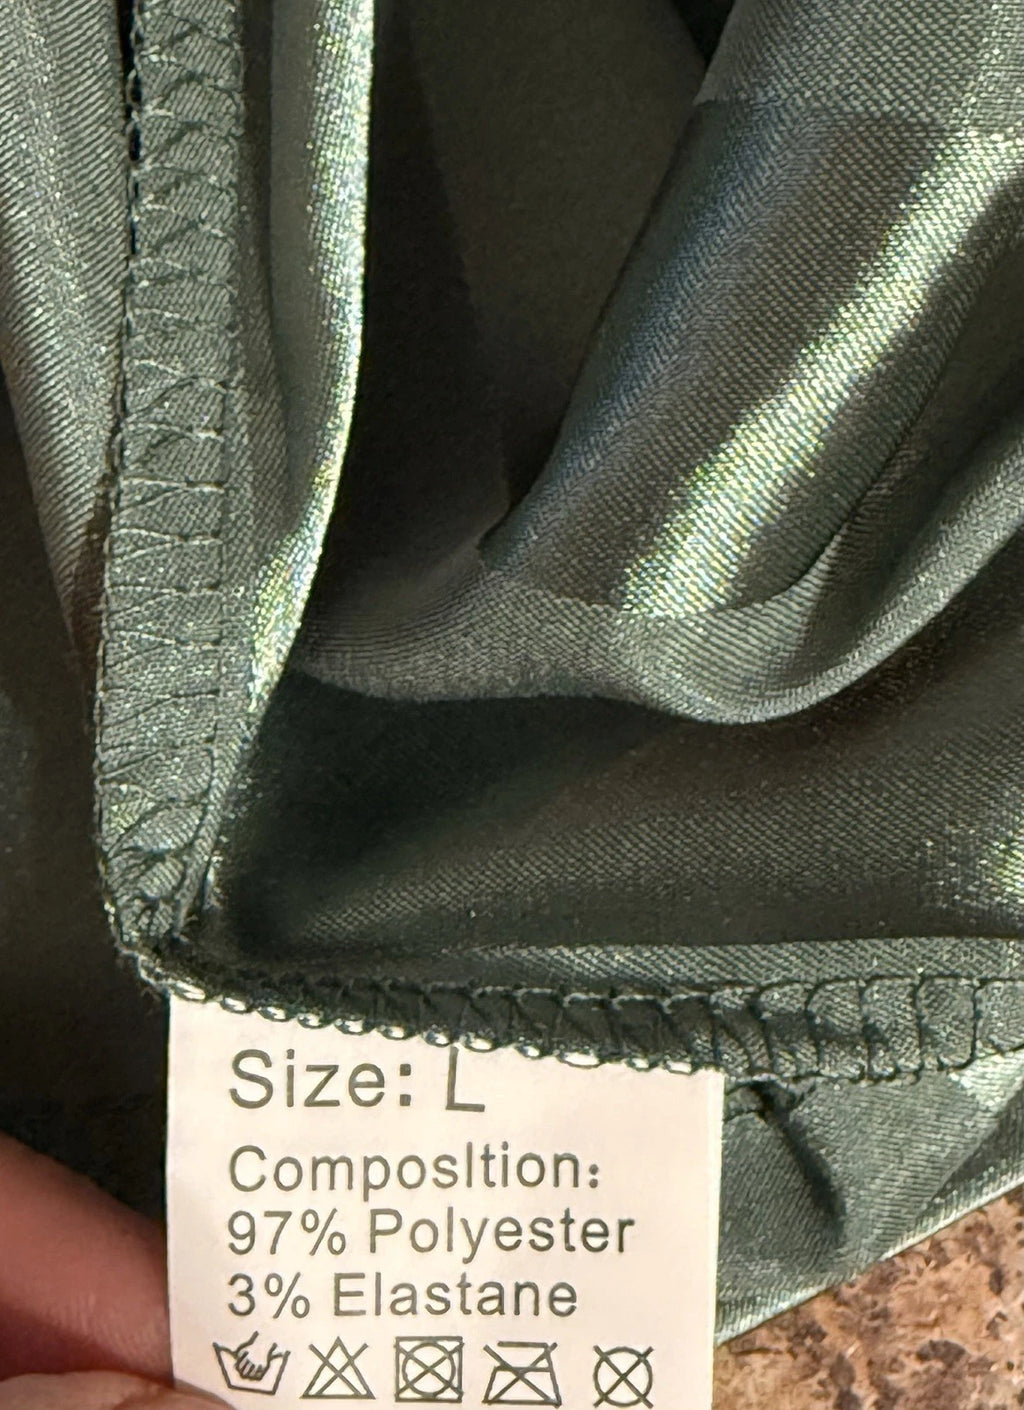 Size: L
Composltion:
97% Polyester
3% Elastane